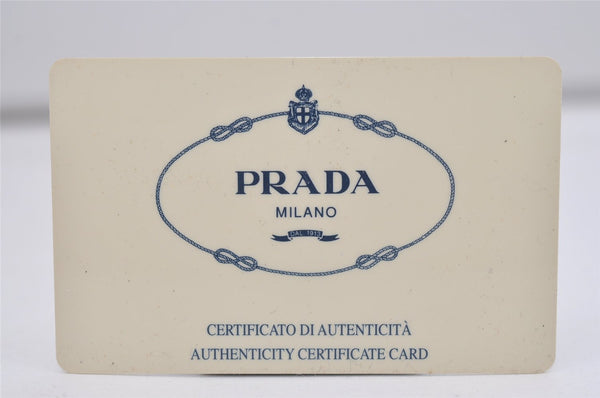 PRADA
MILANO
DAL 1913
CERTIFICATO DI AUTENTICITÀ
AUTHENTICITY CERTIFICATE CARD